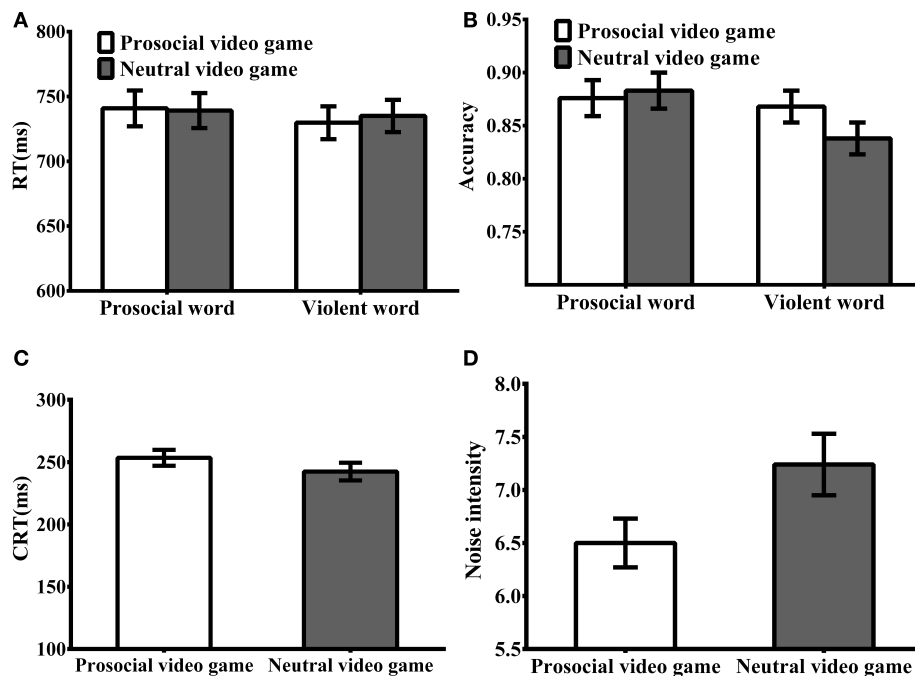 A
800
750
700
650
600
RT(ms)
Prosocial video game
Neutral video game
Prosocial word
Violent word
B
0.95
0.90
0.85
0.80
0.75
Accuracy
Prosocial video game
Neutral video game
Prosocial word
Violent word
C
300
250
200
150
100
CRT(ms)
Prosocial video game
Neutral video game
D
8.0
7.5
7.0
6.5
6.0
5.5
Noise intensity
Prosocial video game
Neutral video game